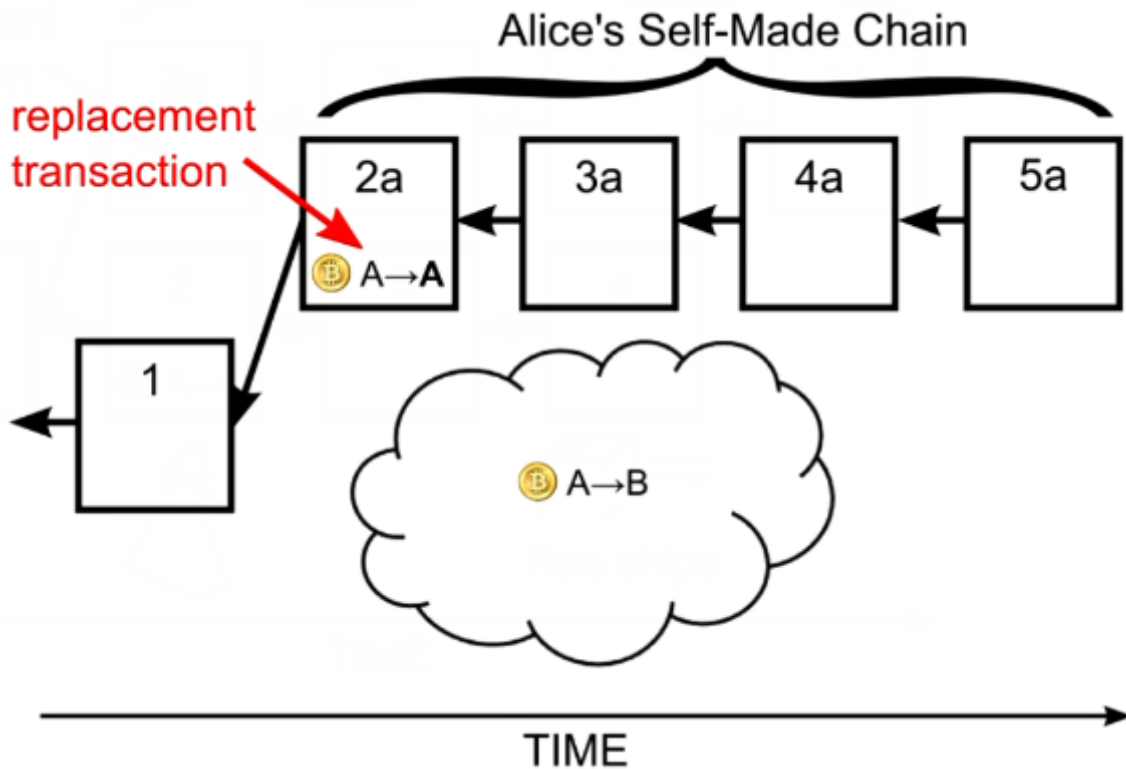 Alice's Self-Made Chain
replacement
transaction
2a
3a
4a
5a
A→A
1
A→B
TIME